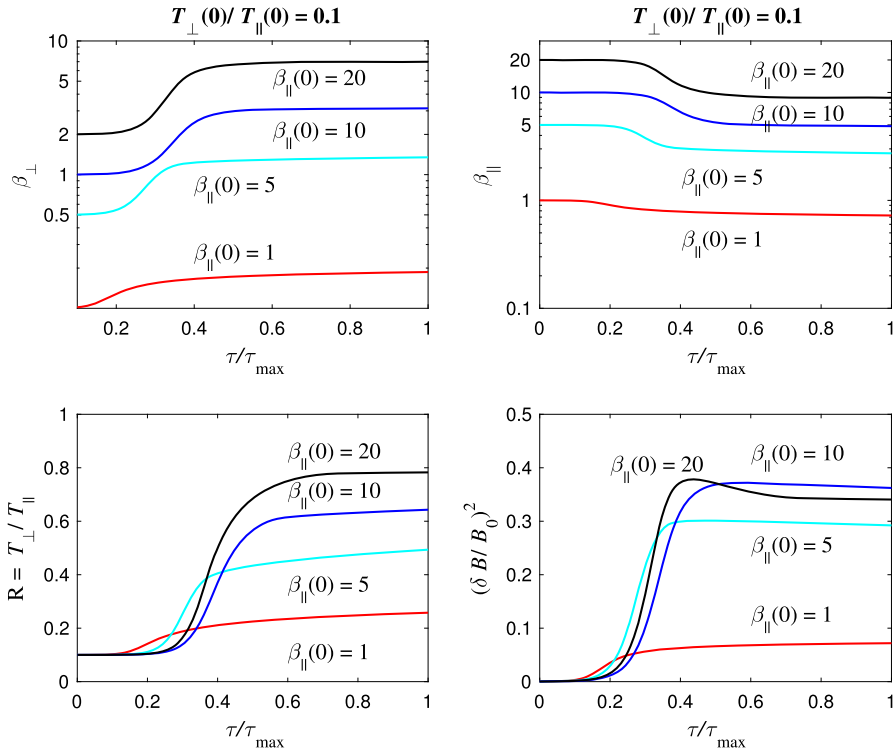 T⊥(0)/ T∥(0) = 0.1
10
5
2
1
0.5
β⊥
β∥(0) = 20
β∥(0) = 10
β∥(0) = 5
β∥(0) = 1
0.2
0.4
0.6
0.8
1
τ/τmax
T⊥(0)/ T∥(0) = 0.1
20
10
5
1
0.1
β∥
β∥(0) = 20
β∥(0) = 10
β∥(0) = 5
β∥(0) = 1
0
0.2
0.4
0.6
0.8
1
τ/τmax
1
0.8
0.6
0.4
0.2
0
R = T⊥/ T∥
β∥(0) = 20
β∥(0) = 10
β∥(0) = 5
β∥(0) = 1
0
0.2
0.4
0.6
0.8
1
τ/τmax
0.5
0.4
0.3
0.2
0.1
0
(δ B/ B0)2
β∥(0) = 10
β∥(0) = 20
β∥(0) = 5
β∥(0) = 1
0
0.2
0.4
0.6
0.8
1
τ/τmax